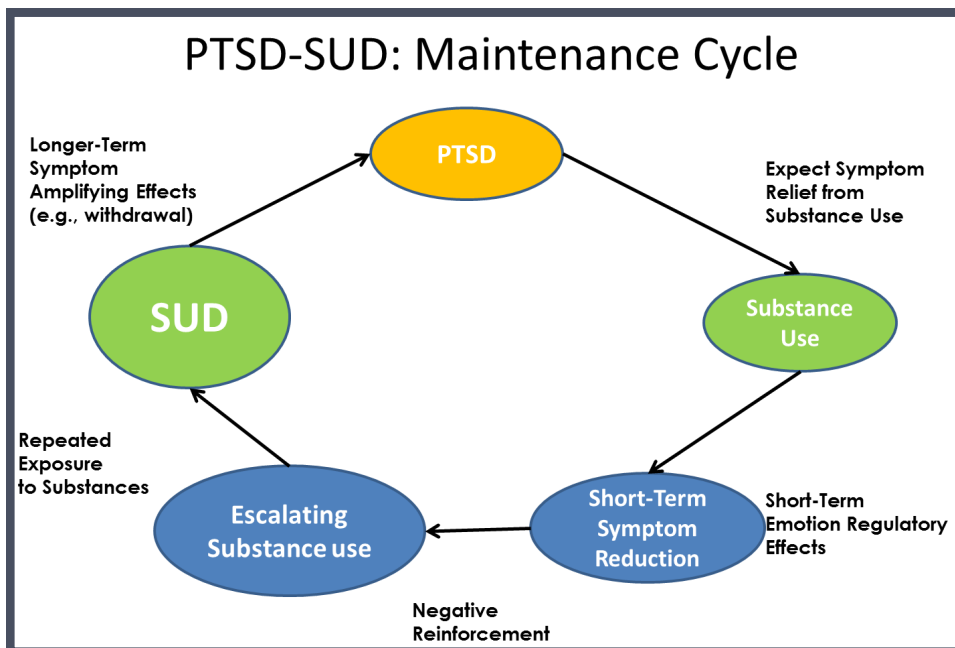 PTSD-SUD: Maintenance Cycle
PTSD
Expect Symptom
Relief from
Substance Use
Substance
Use
Short-Term
Emotion Regulatory
Effects
Short-Term
Symptom
Reduction
Negative
Reinforcement
Escalating
Substance use
Repeated
Exposure
to Substances
SUD
Longer-Term
Symptom
Amplifying Effects
(e.g., withdrawal)